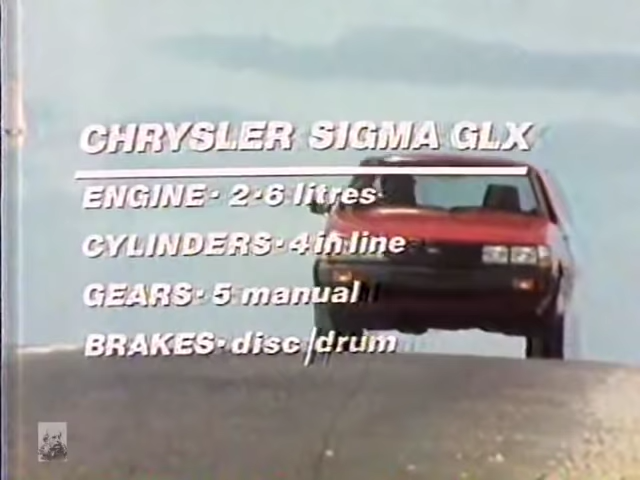 CHRYSLER SIGMA GLX
ENGINE· 2·6 litres
CYLINDERS· 4 in line
GEARS· 5 manual
BRAKES· disc/drum